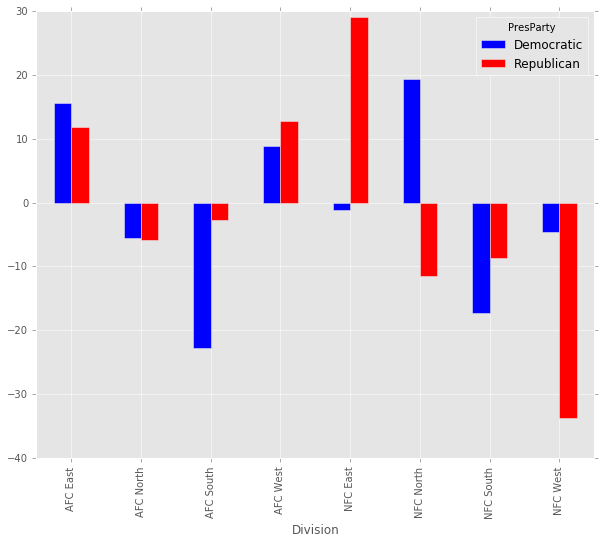 PresParty
Democratic
Republican
30
20
10
0
−10
−20
−30
−40
AFC East
AFC North
AFC South
AFC West
NFC East
NFC North
NFC South
NFC West
Division